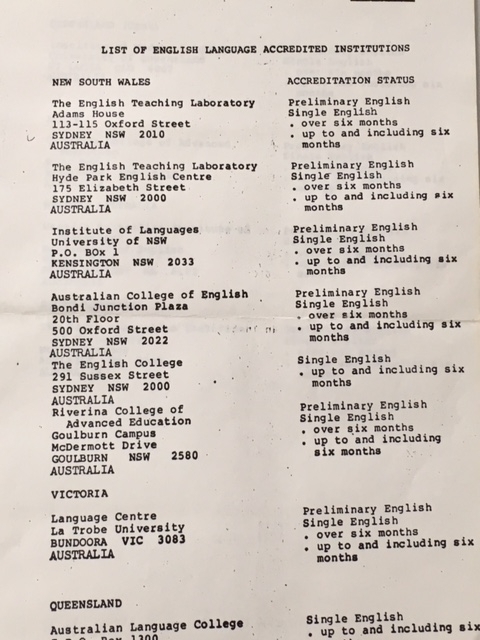 LIST OF ENGLISH LANGUAGE ACCREDITED INSTITUTIONS
NEW SOUTH WALES
ACCREDITATION STATUS
The English Teaching Laboratory
Adams House
113-115 Oxford Street
SYDNEY NSW 2010
AUSTRALIA
Preliminary English
Single English
. over six months
. up to and including six
months
The English Teaching Laboratory
Hyde Park English Centre
175 Elizabeth Street
SYDNEY NSW 2000
AUSTRALIA
Preliminary English
Single English
. over six months
. up to and including six
months
Institute of Languages
University of NSW
P.O. BOx 1
KENSINGTON NSW 2033
AUSTRALIA
Preliminary English
Single English
. over six months
. up to and including six
months
Australian College of English
Bondi Junction Plaza
20th Floor
500 Oxford Street
SYDNEY NSW 2022
AUSTRALIA
Preliminary English
Single English
. over six months
. up to and including six
months
The English College
291 Sussex Street
SYDNEY NSW 2000
AUSTRALIA
Single English
. up to and including six
months
Riverina College of
Advanced Education
Goulburn Campus
McDermott Drive
GOULBURN NSW 2580
AUSTRALIA
Preliminary English
Single English
. over six months
. up to and including
six months
VICTORIA
Language Centre
La Trobe University
BUNDOORA VIC 3083
AUSTRALIA
Preliminary English
Single English
. over six months
. up to and including six
months
QUEENSLAND
Australian Language College
Box 1300
Single English
. up to and including six